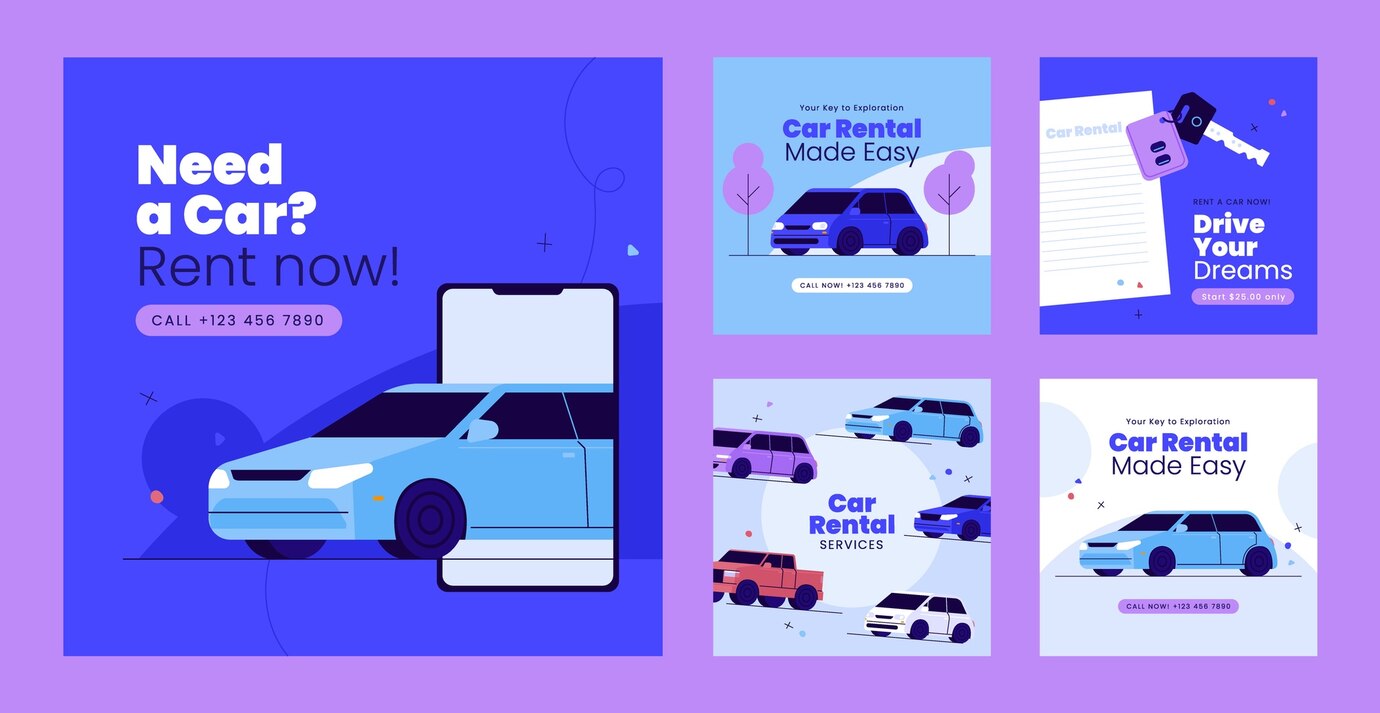 Need
a Car?
Rent now!
CALL +123 456 7890
Your Key to Exploration
Car Rental
Made Easy
CALL NOW! +123 456 7890
Car Rental
RENT A CAR NOW!
Drive
Your
Dreams
Start $25.00 only
Car
Rental
SERVICES
Your Key to Exploration
Car Rental
Made Easy
CALL NOW! +123 456 7890